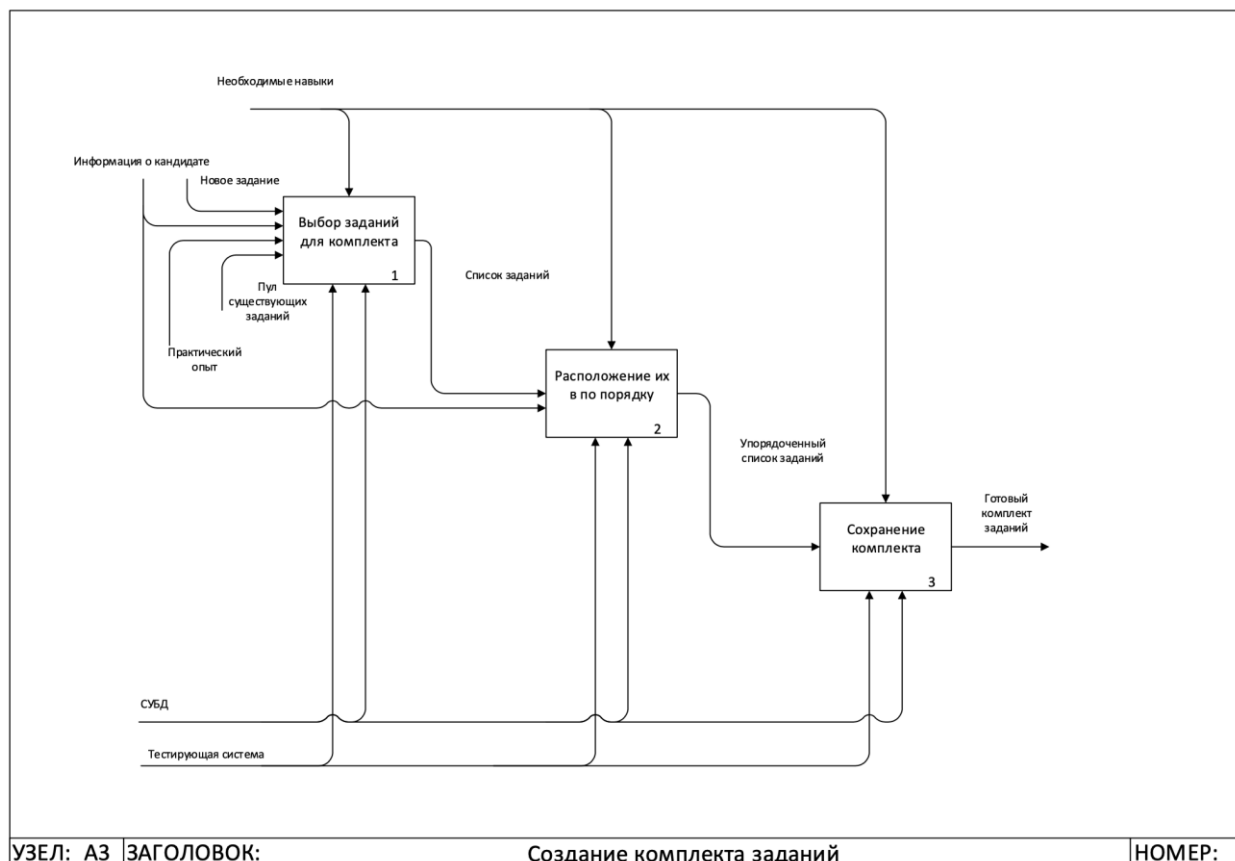 Необходимые навыки
Информация о кандидате
Новое задание
Выбор заданий
для комплекта
1
Пул
существующих
заданий
Практический
опыт
Список заданий
Расположение их
в по порядку
2
Упорядоченный
список заданий
Сохранение
комплекта
3
Готовый
комплект
заданий
СУБД
Тестирующая система
УЗЕЛ: А3
ЗАГОЛОВОК:
Создание комплекта заданий
НОМЕР: